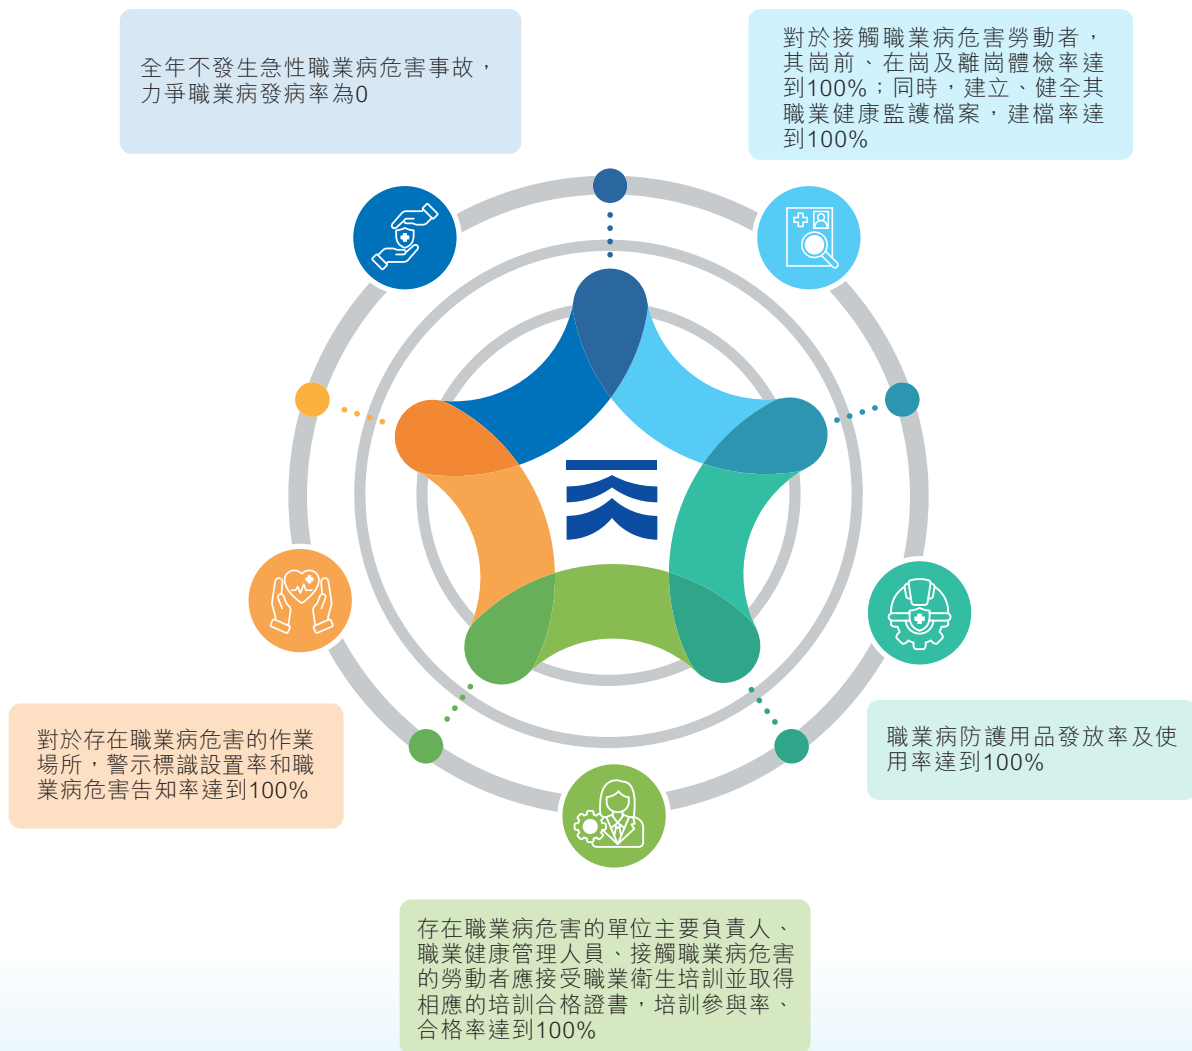 全年不發生急性職業病危害事故，
力爭職業病發病率為0
對於接觸職業病危害勞動者，
其崗前、在崗及離崗體檢率達
到100%；同時，建立、健全其
職業健康監護檔案，建檔率達
到100%
對於存在職業病危害的作業
場所，警示標識設置率和職
業病危害告知率達到100%
職業病防護用品發放率及使
用率達到100%
存在職業病危害的單位主要負責人、
職業健康管理人員、接觸職業病危害
的勞動者應接受職業衛生培訓並取得
相應的培訓合格證書，培訓參與率、
合格率達到100%